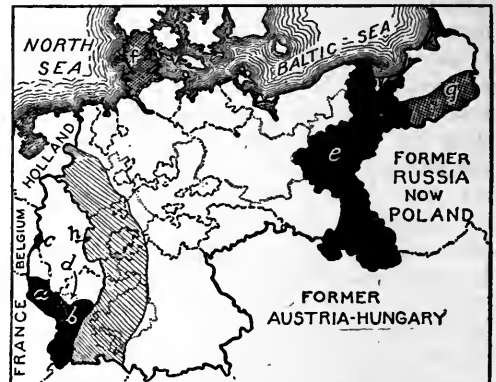 NORTH
SEA
BALTIC-SEA
f
g
HOLLAND
e
FORMER
RUSSIA
NOW
POLAND
BELGIUM
c
h
d
a
b
FRANCE
FORMER
AUSTRIA-HUNGARY